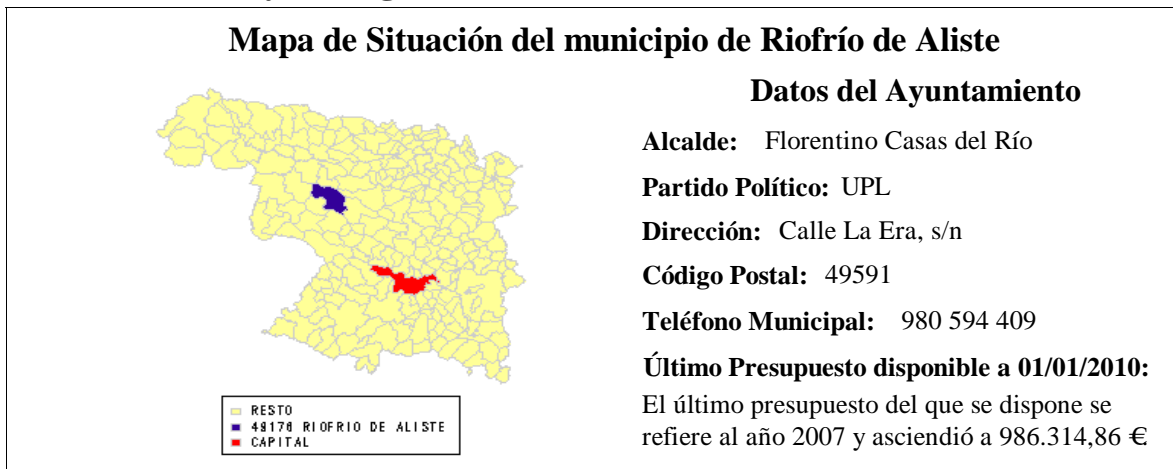 Mapa de Situación del municipio de Riofrío de Aliste
Datos del Ayuntamiento
Alcalde: Florentino Casas del Río
Partido Político: UPL
Dirección: Calle La Era, s/n
Código Postal: 49591
Teléfono Municipal: 980 594 409
Último Presupuesto disponible a 01/01/2010:
El último presupuesto del que se dispone se
refiere al año 2007 y asciendió a 986.314,86 €
RESTO
49176 RIOFRIO DE ALISTE
CAPITAL